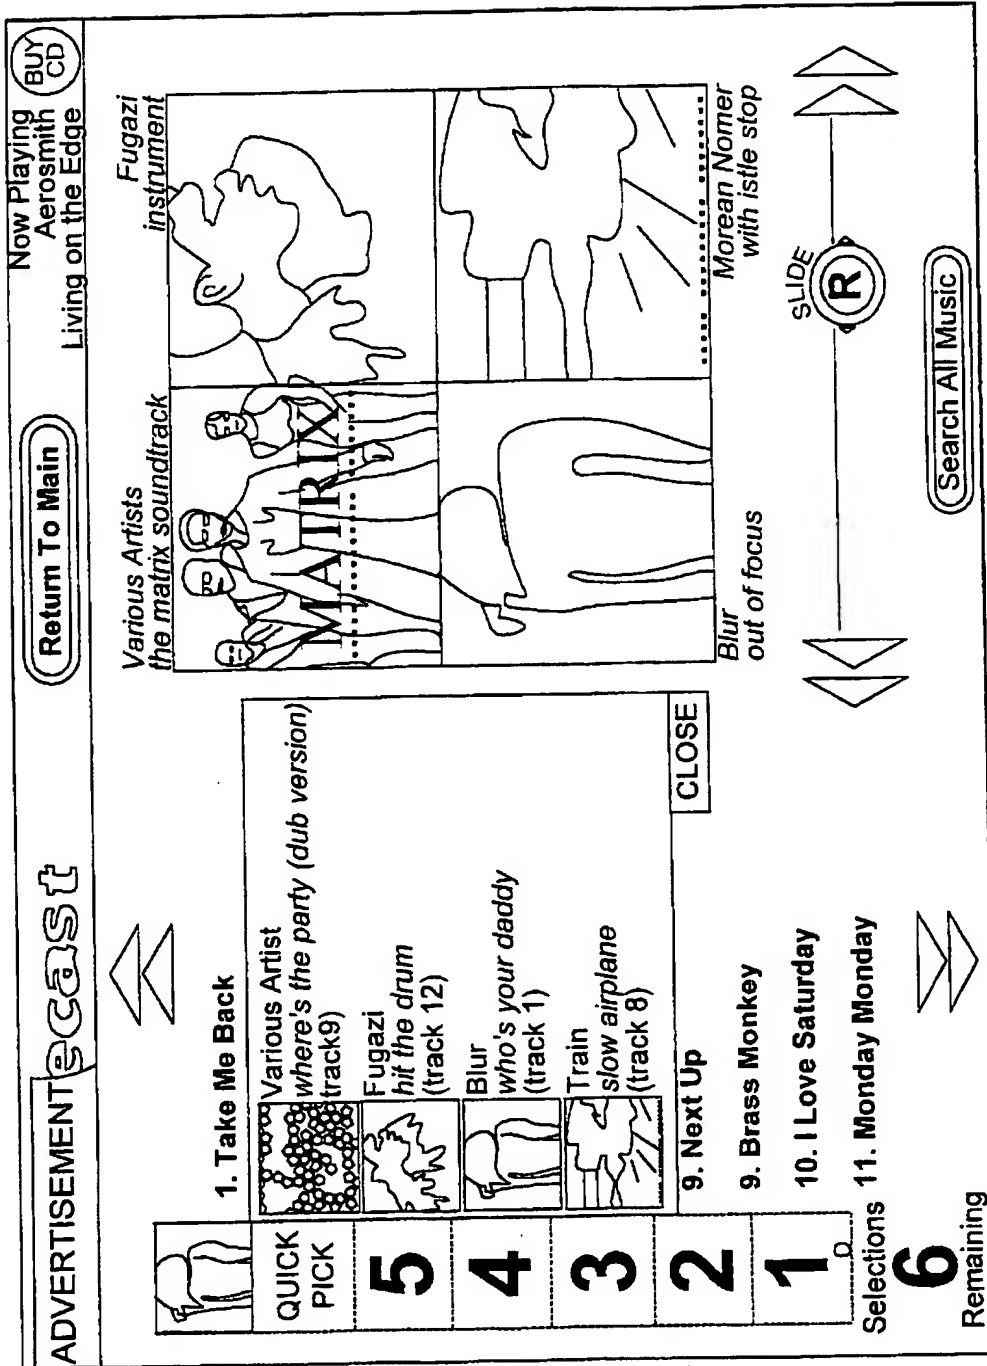 ADVERTISEMENT
ecast
Return To Main
Now Playing
Aerosmith
Living on the Edge
BUY
CD
QUICK
PICK
5
4
3
2
1
D
Selections
6
Remaining
1. Take Me Back
Various Artist
where's the party (dub version)
track9)
Fugazi
hit the drum
(track 12)
Blur
who's your daddy
(track 1)
Train
slow airplane
(track 8)
CLOSE
9. Next Up
9. Brass Monkey
10. I Love Saturday
11. Monday Monday
Various Artists
the matrix soundtrack
MATRIX
Fugazi
instrument
Blur
out of focus
Morean Nomer
with istle stop
SLIDE
R
Search All Music